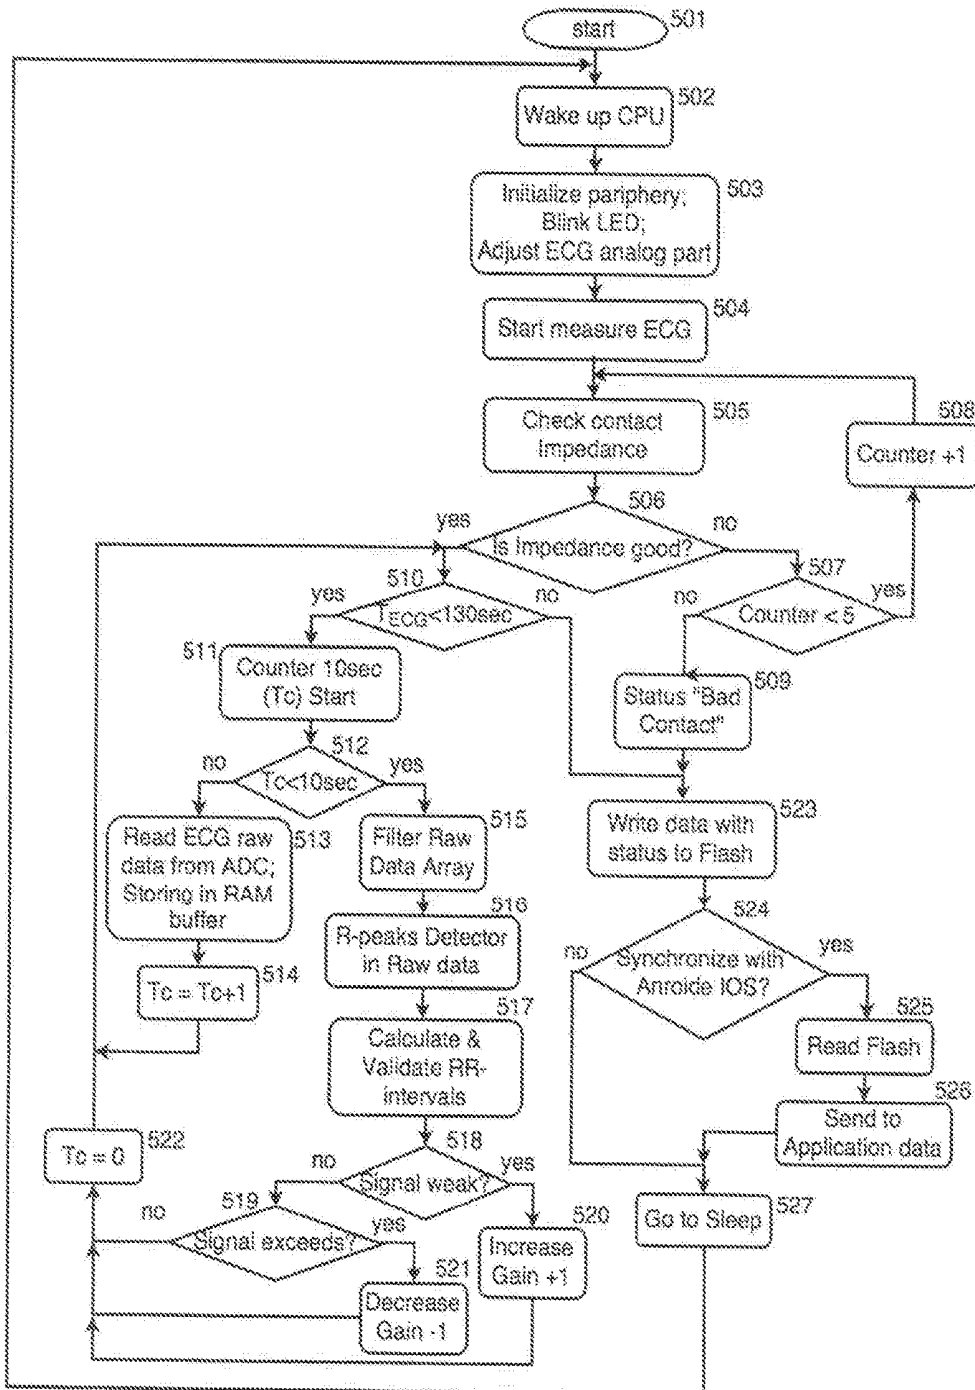 start
501
Wake up CPU
502
Initialize pariphery;
Blink LED;
Adjust ECG analog part
503
Start measure ECG
504
Check contact
Impedance
505
508
Counter +1
506
yes
no
Is Impedance good?
510
yes
no
TECG<130sec
507
no
yes
Counter < 5
511
Counter 10sec
(Tc) Start
509
Status "Bad
Contact"
512
no
yes
Tc<10sec
Read ECG raw
data from ADC;
Storing in RAM
buffer
513
Filter Raw
Data Array
515
Write data with
status to Flash
523
516
R-peaks Detector
in Raw data
524
no
yes
Synchronize with
Anroide IOS?
Tc = Tc+1
514
517
Calculate &
Validate RR-
intervals
525
Read Flash
526
Send to
Application data
Tc = 0
522
518
no
yes
Signal weak?
519
no
yes
Signal exceeds?
520
Increase
Gain +1
Go to Sleep
527
521
Decrease
Gain -1